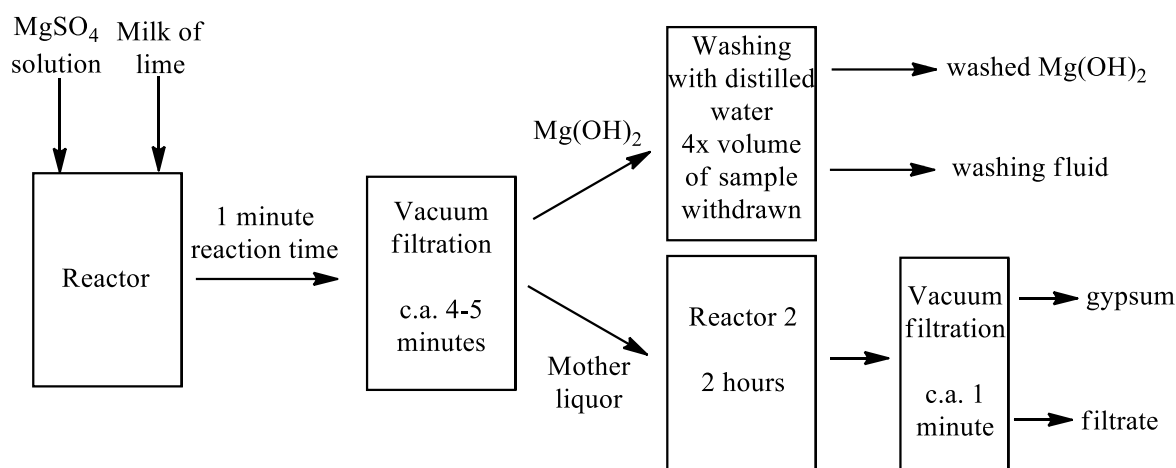 MgSO4
solution
Milk of
lime
Reactor
1 minute
reaction time
Vacuum
filtration
c.a. 4-5
minutes
Mg(OH)2
Mother
liquor
Washing
with distilled
water
4x volume
of sample
withdrawn
washed Mg(OH)2
washing fluid
Reactor 2
2 hours
Vacuum
filtration
c.a. 1
minute
gypsum
filtrate